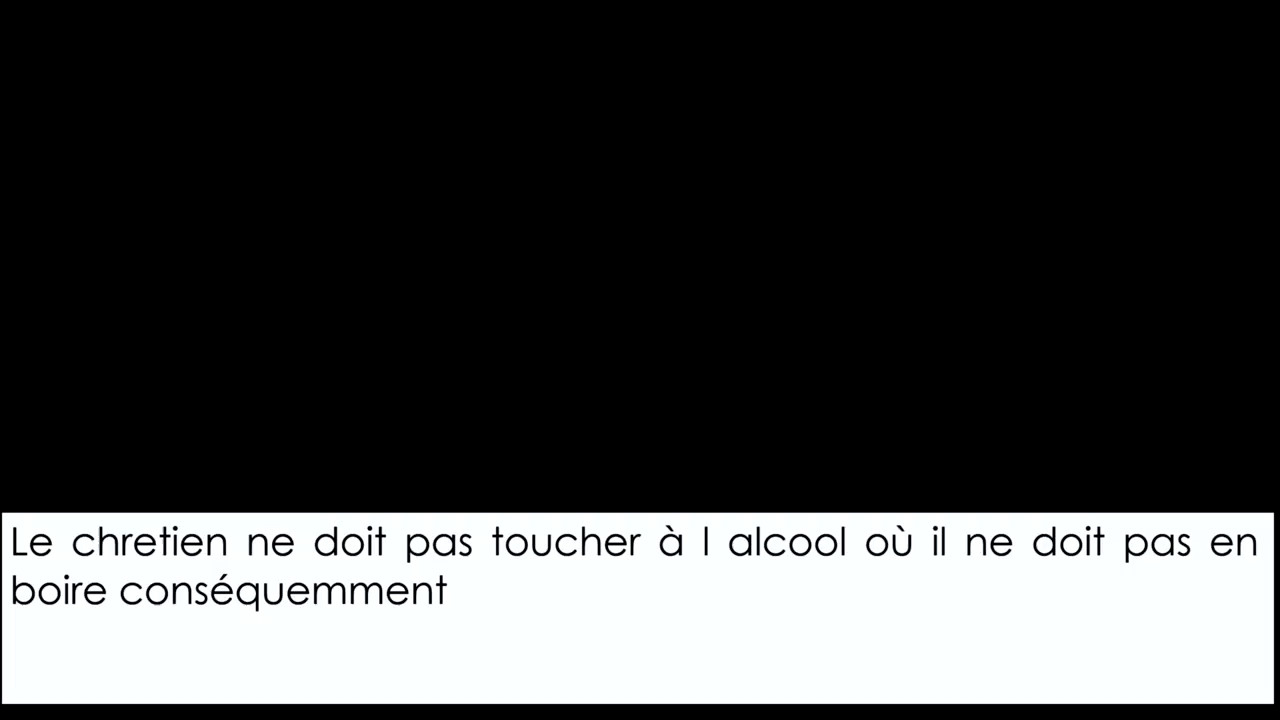 Le chretien ne doit pas toucher à l alcool où il ne doit pas en
boire conséquemment